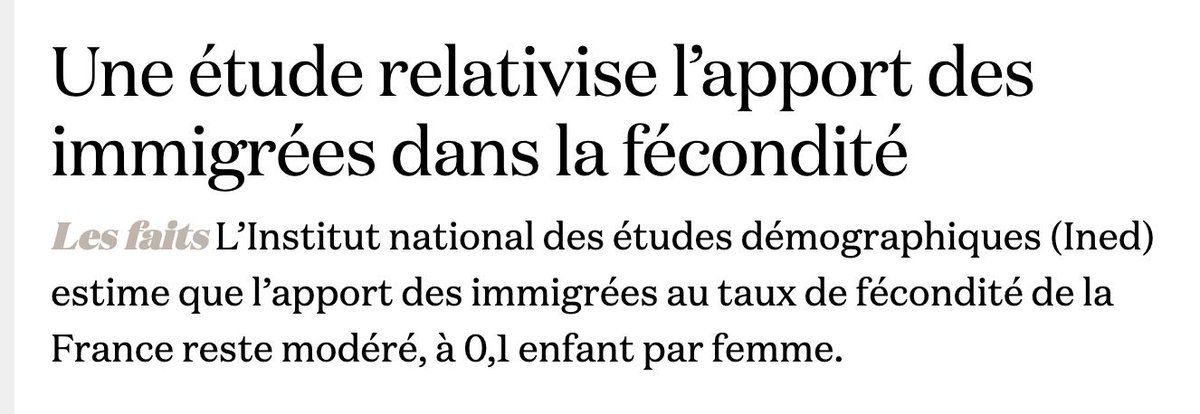 Une étude relativise l’apport des
immigrées dans la fécondité
Les faits L’Institut national des études démographiques (Ined)
estime que l’apport des immigrées au taux de fécondité de la
France reste modéré, à 0,1 enfant par femme.